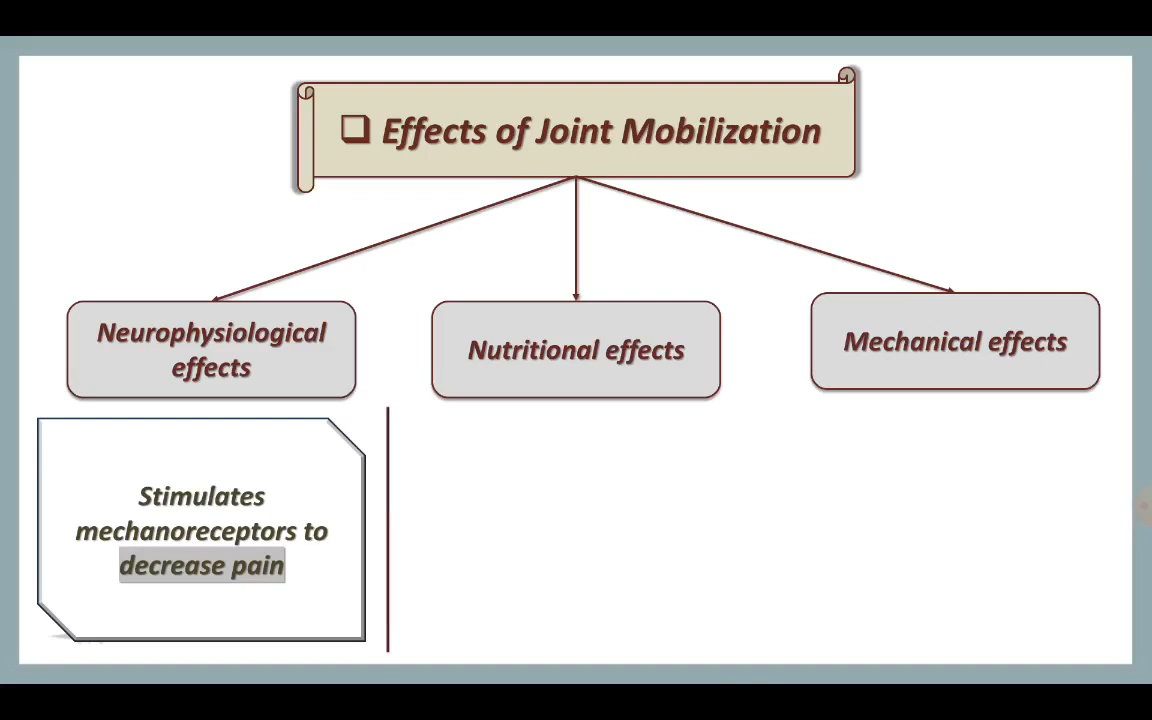 ❑ Effects of Joint Mobilization
Neurophysiological
effects
Nutritional effects
Mechanical effects
Stimulates
mechanoreceptors to
decrease pain